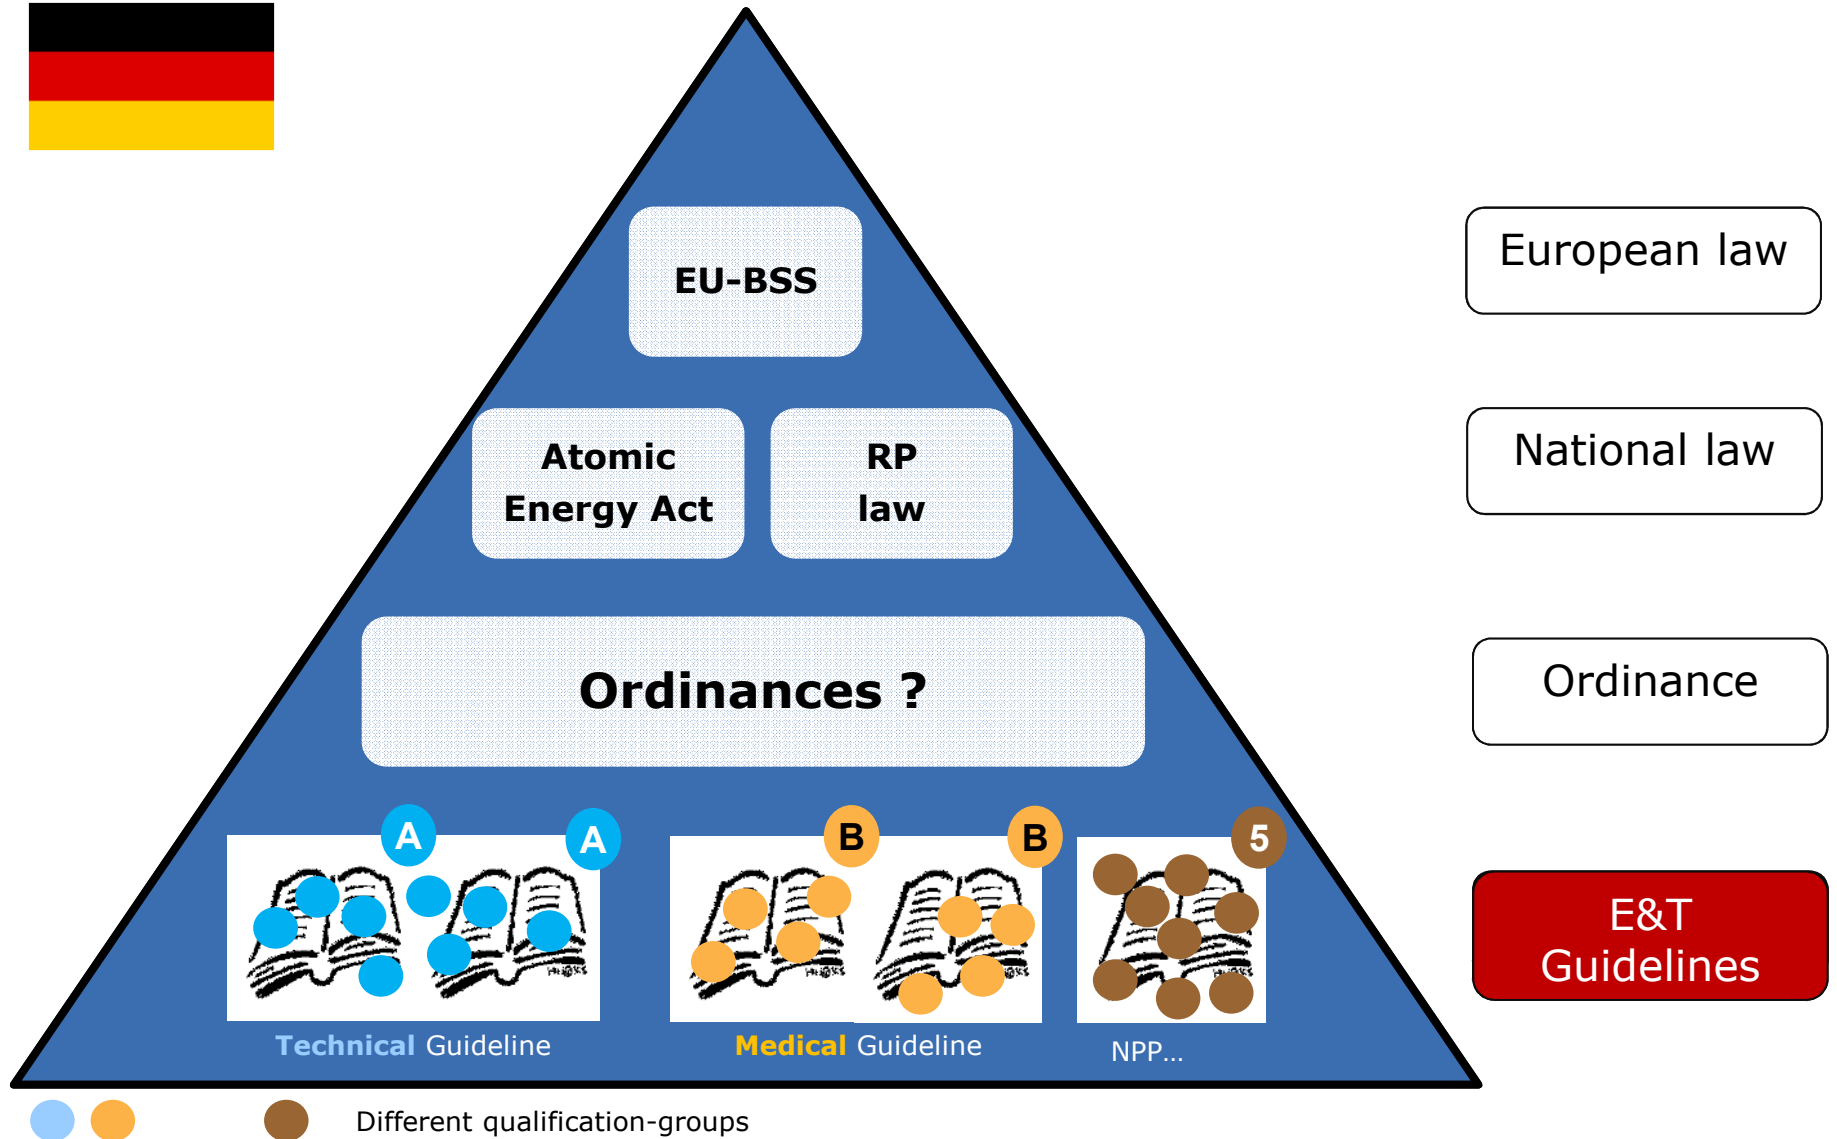 EU-BSS
European law
Atomic
Energy Act
RP
law
National law
Ordinances ?
Ordinance
A
A
B
B
5
E&T
Guidelines
Technical Guideline
Medical Guideline
NPP...
Different qualification-groups